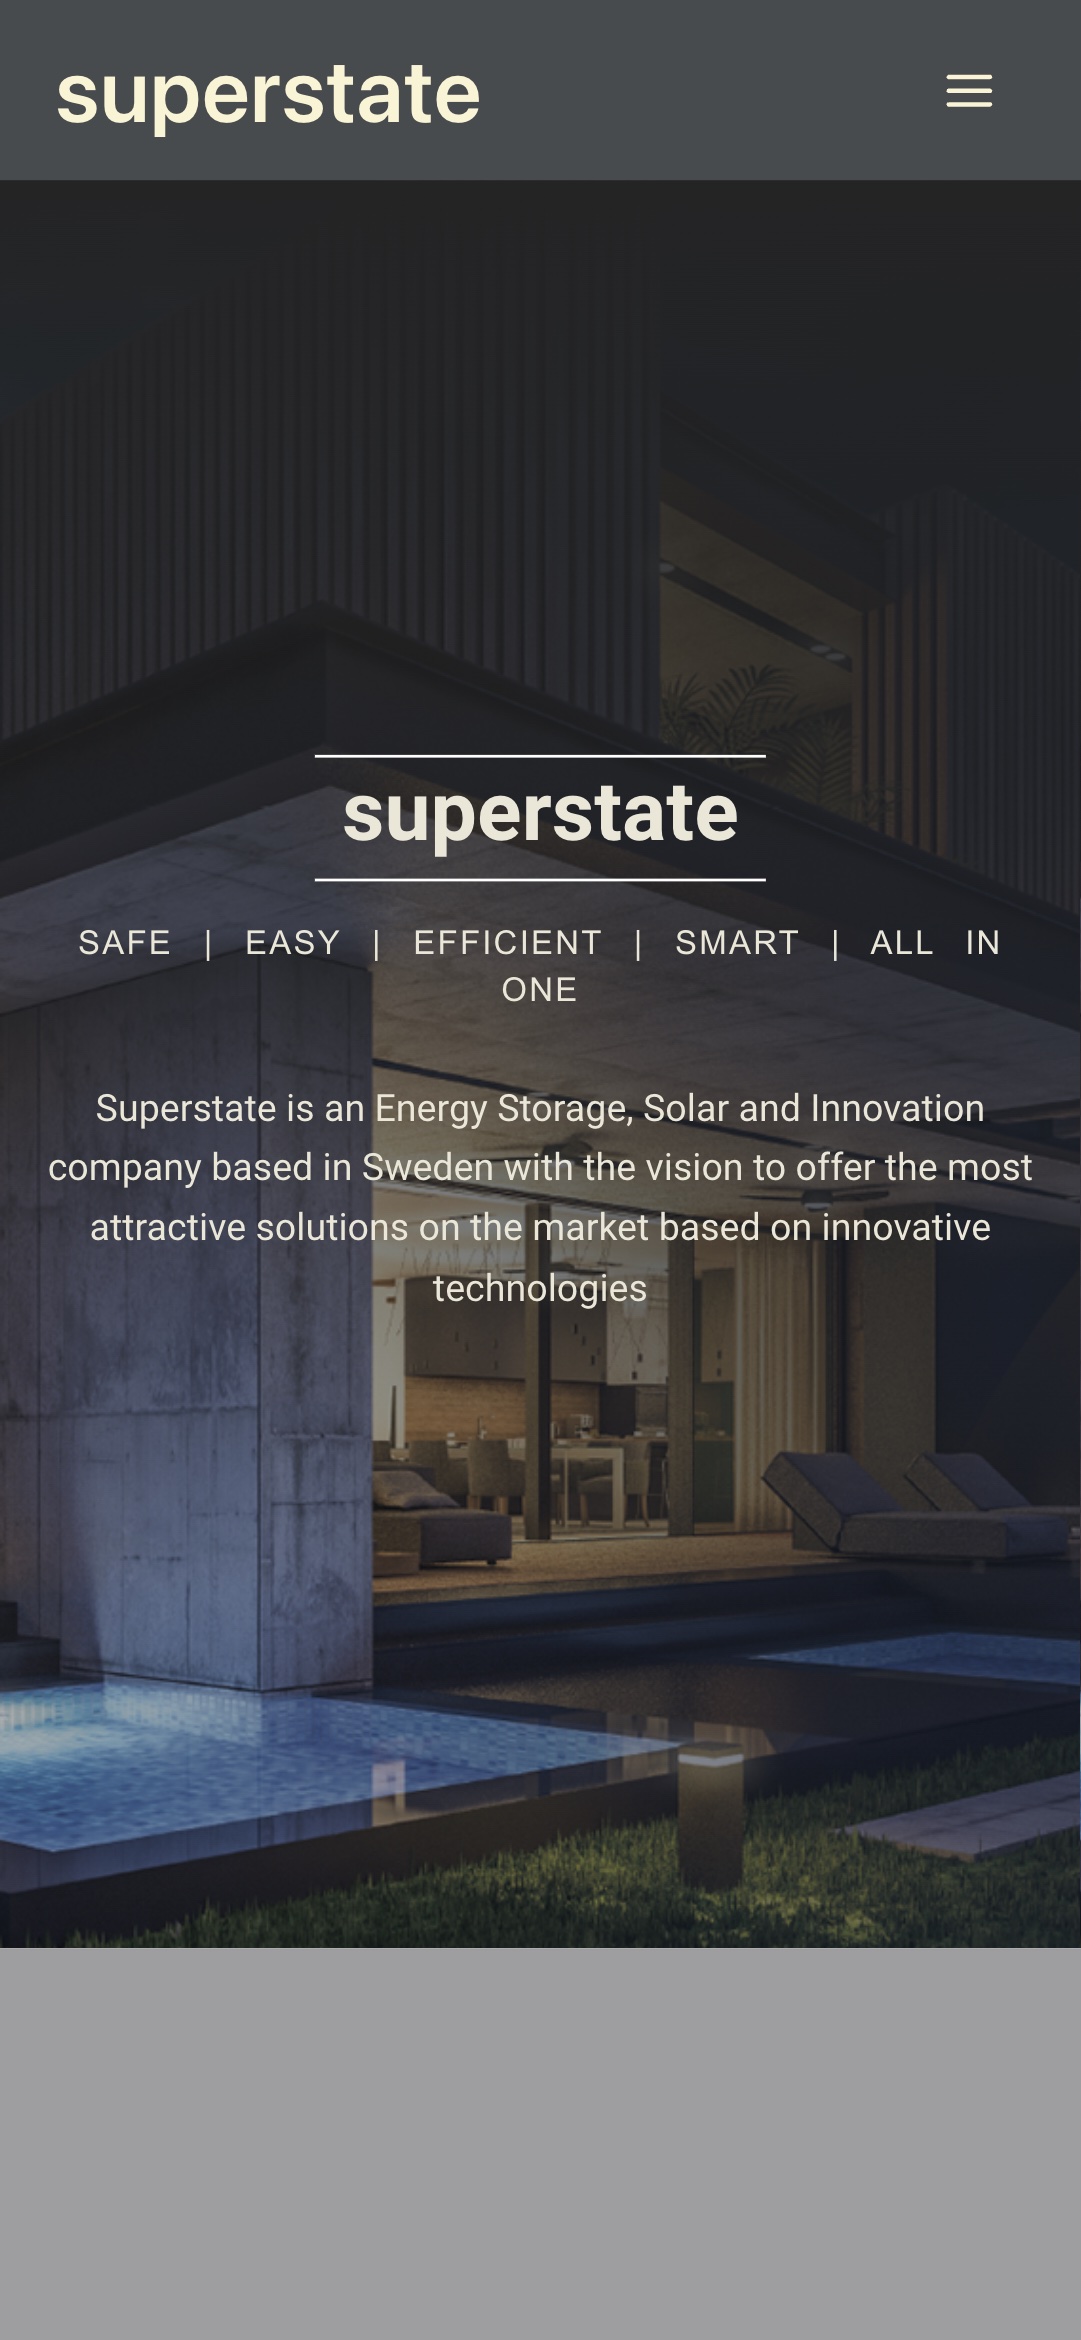 superstate
superstate
SAFE | EASY | EFFICIENT | SMART | ALL IN
ONE
Superstate is an Energy Storage, Solar and Innovation
company based in Sweden with the vision to offer the most
attractive solutions on the market based on innovative
technologies